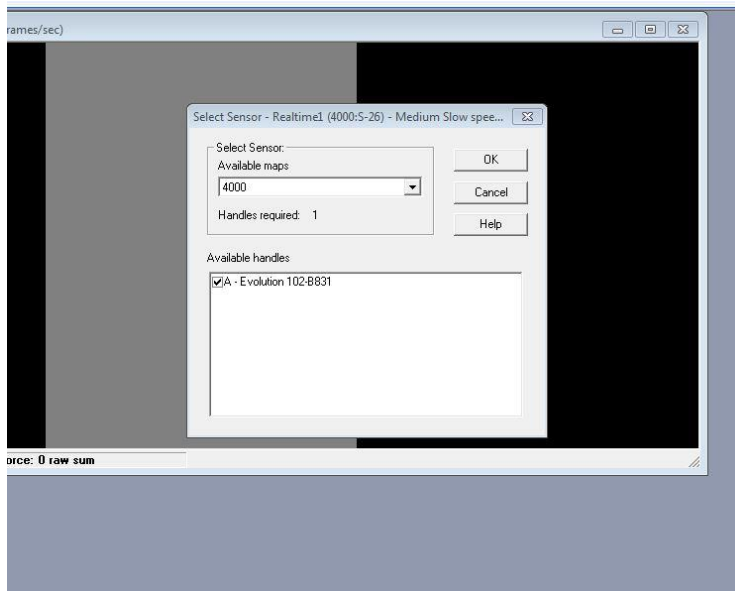 rames/sec)
Select Sensor - Realtime1 (4000:S-26) - Medium Slow spee...
Select Sensor:
Available maps
4000
Handles required: 1
OK
Cancel
Help
Available handles
A - Evolution 102-B831
orce: 0 raw sum